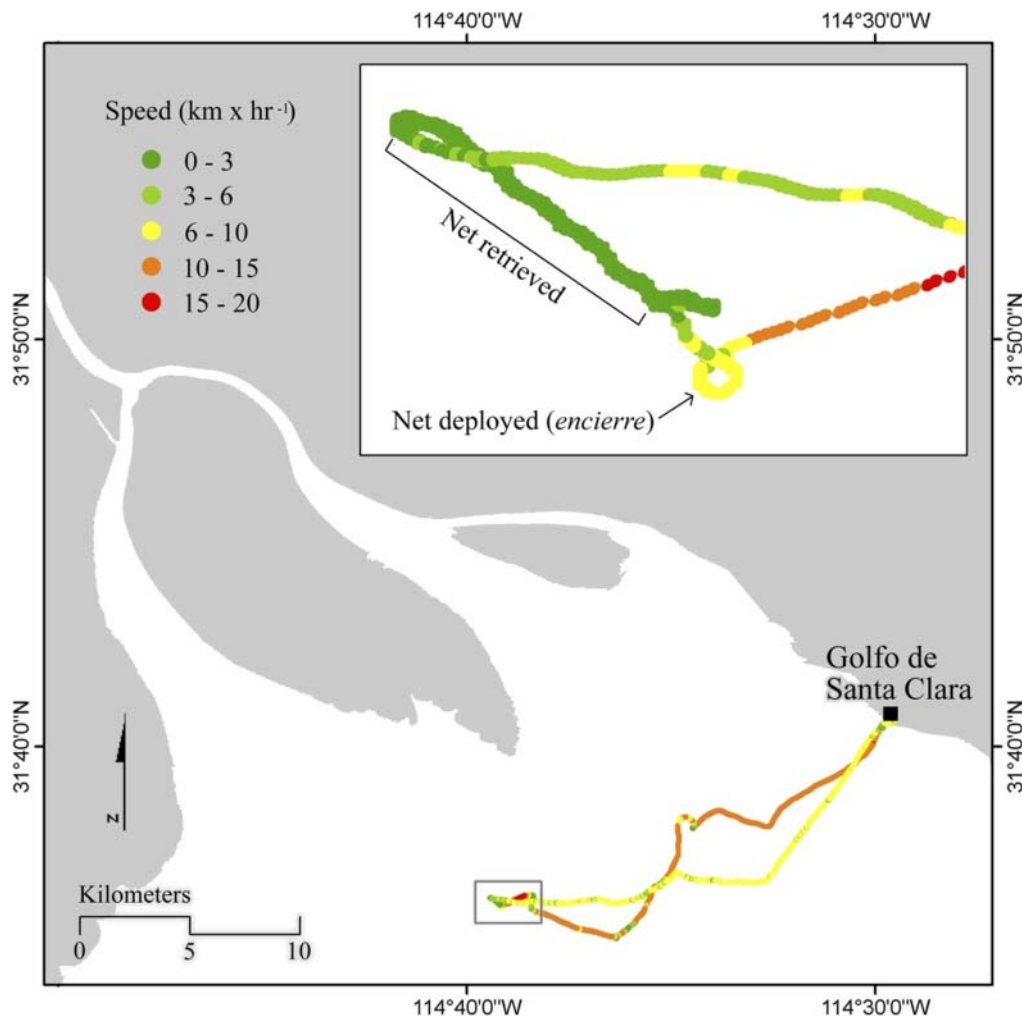 114°40'0"W
114°30'0"W
Speed (km x hr -1)
0 - 3
3 - 6
6 - 10
10 - 15
15 - 20
Net retrieved
Net deployed (encierre)
31°50'0"N
31°50'0"N
Golfo de
Santa Clara
31°40'0"N
31°40'0"N
N
Kilometers
0
5
10
114°40'0"W
114°30'0"W